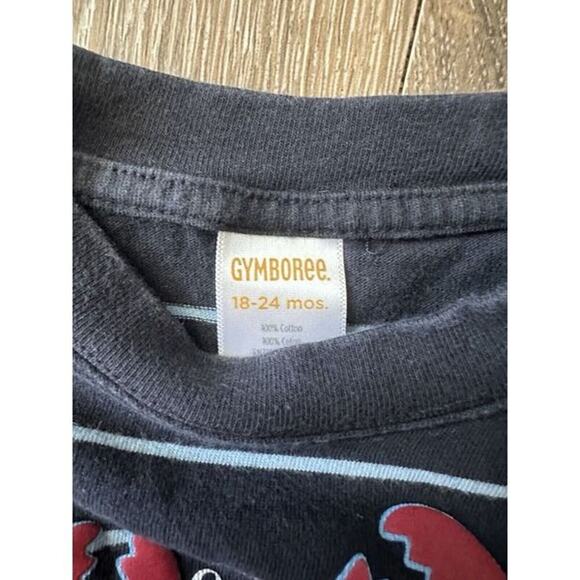 GYMBOREE.
18-24 mos.
100% Cotton
100% Coton